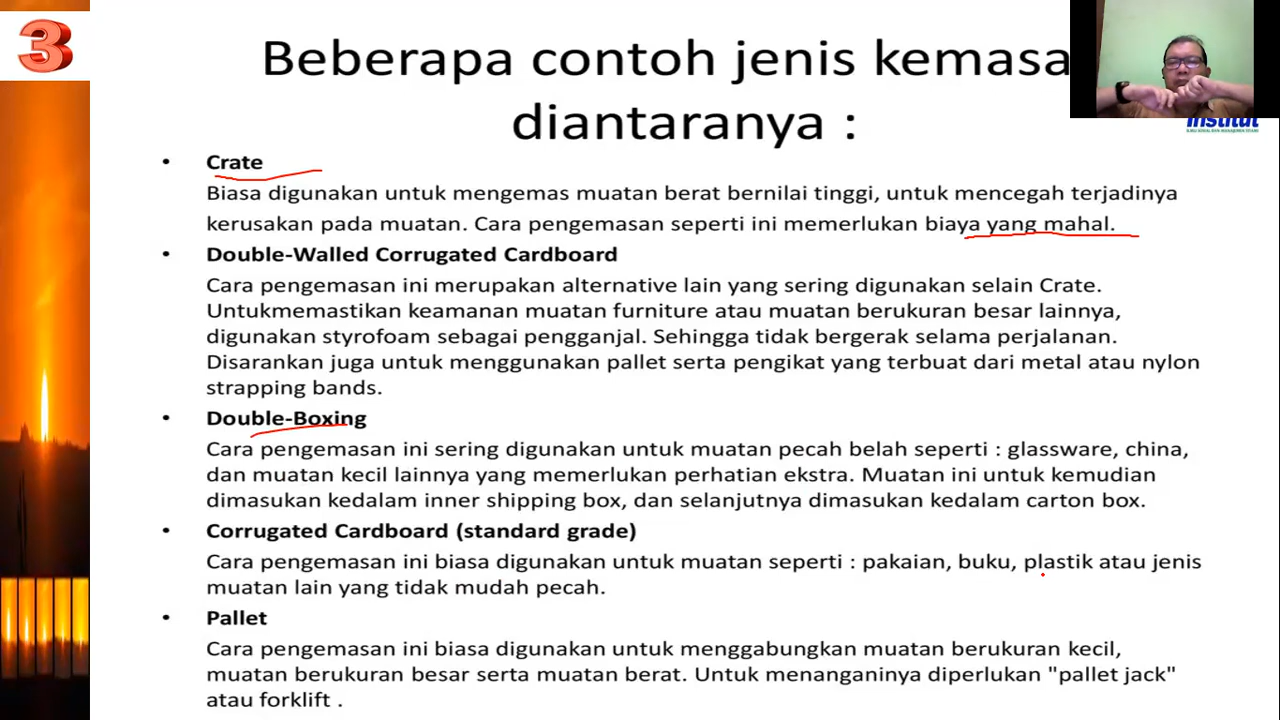 3
Beberapa contoh jenis kemasa
diantaranya :
institut
• Crate
Biasa digunakan untuk mengemas muatan berat bernilai tinggi, untuk mencegah terjadinya
kerusakan pada muatan. Cara pengemasan seperti ini memerlukan biaya yang mahal.
• Double-Walled Corrugated Cardboard
Cara pengemasan ini merupakan alternative lain yang sering digunakan selain Crate.
Untukmemastikan keamanan muatan furniture atau muatan berukuran besar lainnya,
digunakan styrofoam sebagai pengganjal. Sehingga tidak bergerak selama perjalanan.
Disarankan juga untuk menggunakan pallet serta pengikat yang terbuat dari metal atau nylon
strapping bands.
• Double-Boxing
Cara pengemasan ini sering digunakan untuk muatan pecah belah seperti : glassware, china,
dan muatan kecil lainnya yang memerlukan perhatian ekstra. Muatan ini untuk kemudian
dimasukan kedalam inner shipping box, dan selanjutnya dimasukan kedalam carton box.
• Corrugated Cardboard (standard grade)
Cara pengemasan ini biasa digunakan untuk muatan seperti : pakaian, buku, plastik atau jenis
muatan lain yang tidak mudah pecah.
• Pallet
Cara pengemasan ini biasa digunakan untuk menggabungkan muatan berukuran kecil,
muatan berukuran besar serta muatan berat. Untuk menanganinya diperlukan "pallet jack"
atau forklift .